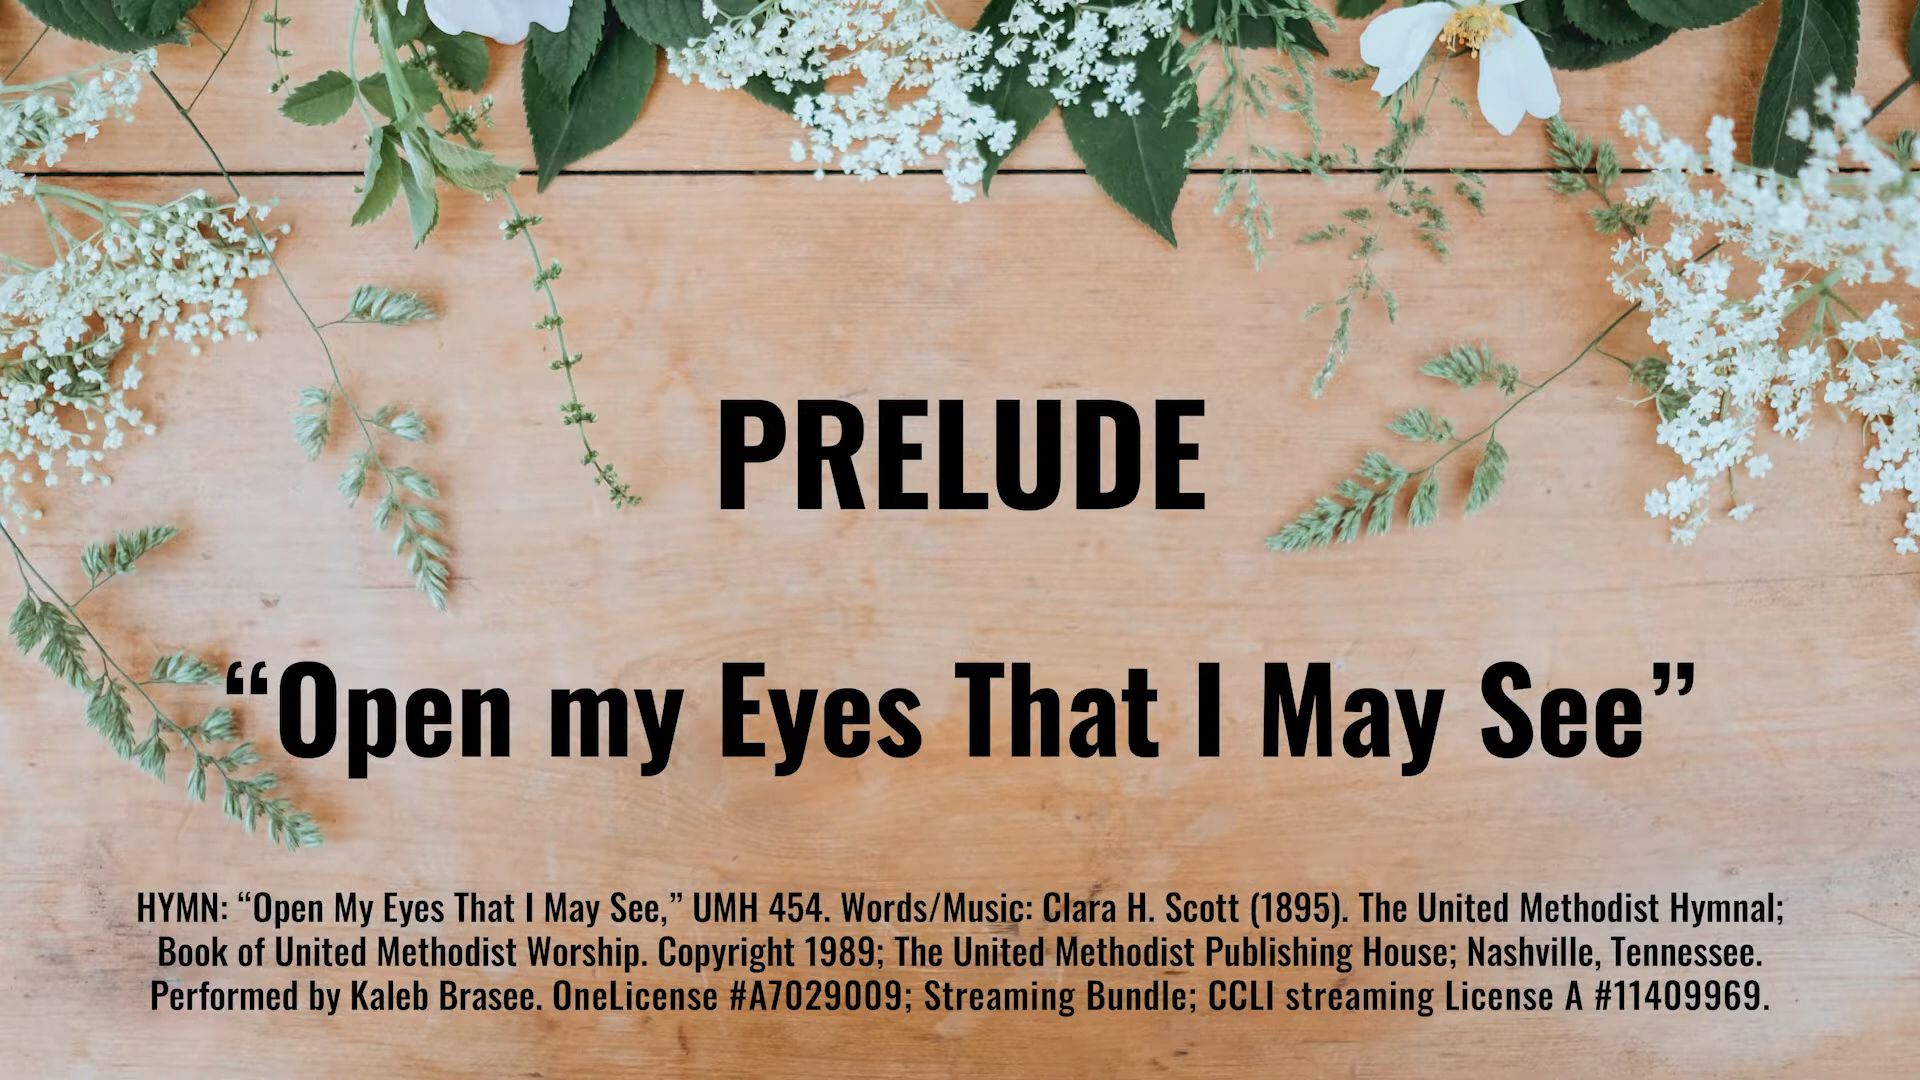 PRELUDE
“Open my Eyes That I May See”
HYMN: “Open My Eyes That I May See,” UMH 454. Words/Music: Clara H. Scott (1895). The United Methodist Hymnal;
Book of United Methodist Worship. Copyright 1989; The United Methodist Publishing House; Nashville, Tennessee.
Performed by Kaleb Brasee. OneLicense #A7029009; Streaming Bundle; CCLI streaming License A #11409969.